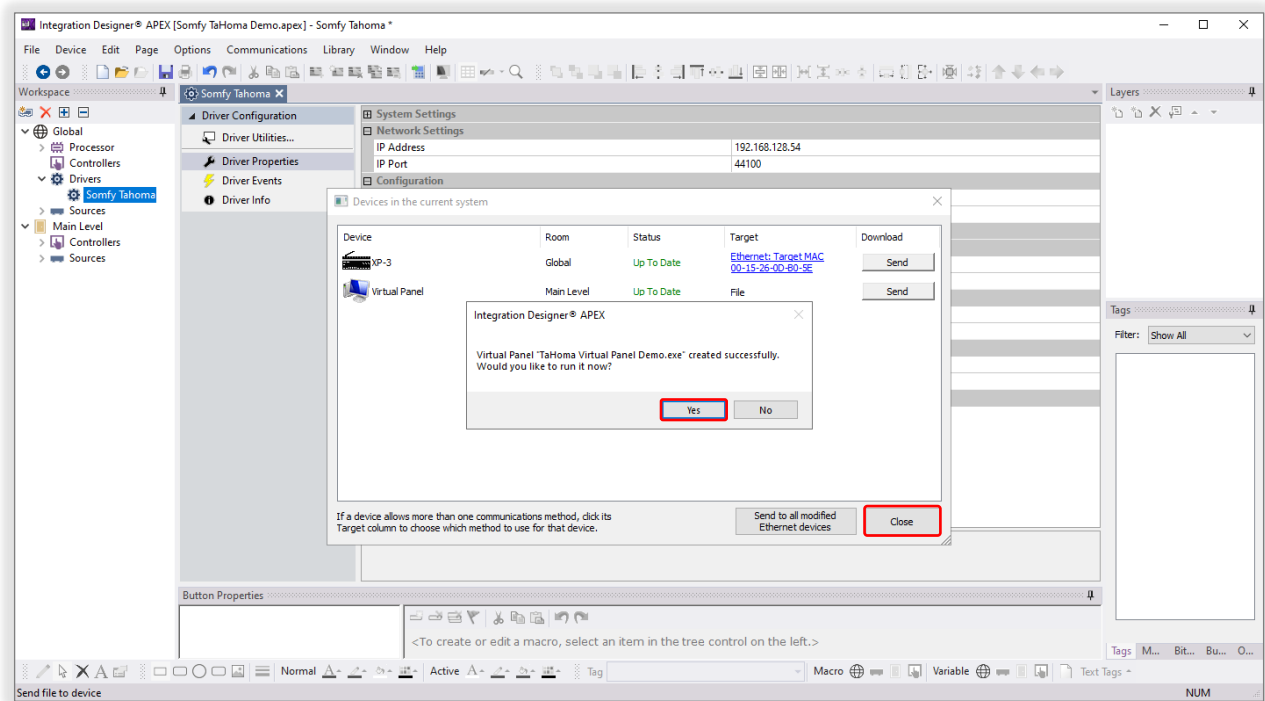 Integration Designer® APEX [Somfy TaHoma Demo.apex] - Somfy Tahoma *
File Device Edit Page Options Communications Library Window Help
Workspace
Somfy Tahoma
Layers
Global
Processor
Controllers
Drivers
Somfy Tahoma
Sources
Main Level
Controllers
Sources
Driver Configuration
Driver Utilities...
Driver Properties
Driver Events
Driver Info
System Settings
Network Settings
IP Address 192.168.128.54
IP Port 44100
Configuration
Devices in the current system
Device Room Status Target Download
XP-3 Global Up To Date Ethernet: Target MAC
00-15-26-0D-B0-5E Send
Virtual Panel Main Level Up To Date File Send
Integration Designer® APEX
Virtual Panel "TaHoma Virtual Panel Demo.exe" created successfully.
Would you like to run it now?
Yes No
If a device allows more than one communications method, click its
Target column to choose which method to use for that device.
Send to all modified
Ethernet devices
Close
Tags
Filter: Show All
Button Properties
<To create or edit a macro, select an item in the tree control on the left.>
Tags M... Bit... Bu... O...
Normal Active Tag Macro Variable Text Tags
Send file to device NUM